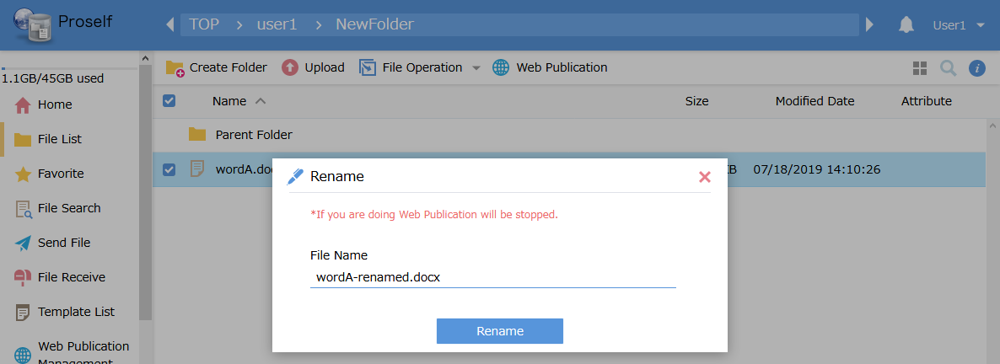 Proself
TOP user1 NewFolder
User1
1.1GB/45GB used
Home
File List
Favorite
File Search
Send File
File Receive
Template List
Web Publication
Management
Create Folder Upload File Operation Web Publication
Name Size Modified Date Attribute
Parent Folder
07/18/2019 14:10:26
Rename
*If you are doing Web Publication will be stopped.
File Name
wordA-renamed.docx
Rename